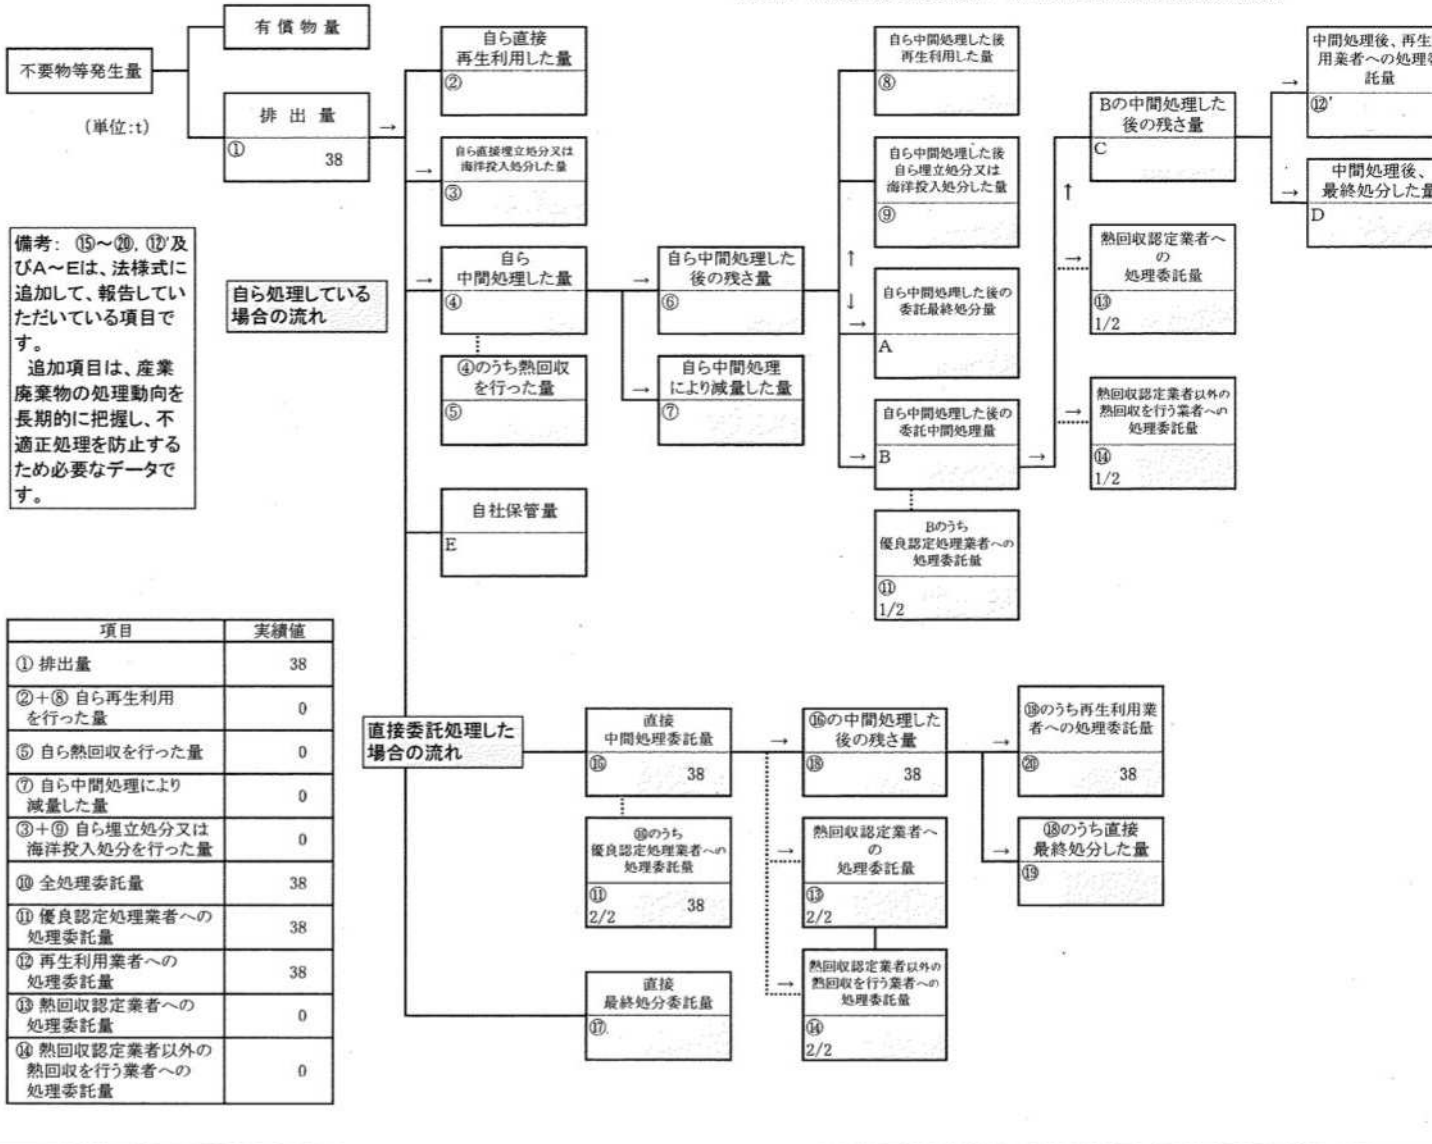 有 償 物 量
不要物等発生量
(単位:t)
排 出 量
①
38
→
自ら直接
再生利用した量
②
→
自ら直接埋立処分又は
海洋投入処分した量
③
備考： ⑮～⑳, ⑫'及
びA～Eは、法様式に
追加して、報告してい
ただいている項目で
す。
追加項目は、産業
廃棄物の処理動向を
長期的に把握し、不
適正処理を防止する
ため必要なデータで
す。
自ら処理している
場合の流れ
→
自ら
中間処理した量
④
④のうち熱回収
を行った量
⑤
→
自ら中間処理した
後の残さ量
⑥
→
自ら中間処理
により減量した量
⑦
自ら中間処理した後
再生利用した量
⑧
自ら中間処理した後
自ら埋立処分又は
海洋投入処分した量
⑨
↑
↓
→
自ら中間処理した後の
委託最終処分量
A
→
自ら中間処理した後の
委託中間処理量
B
→
Bのうち
優良認定処理業者への
処理委託量
⑪
1/2
↑
Bの中間処理した
後の残さ量
C
→
中間処理後、再生
用業者への処理
託量
⑫'
→
中間処理後、
最終処分した量
D
→
熱回収認定業者へ
の
処理委託量
⑬
1/2
→
熱回収認定業者以外の
熱回収を行う業者への
処理委託量
⑭
1/2
自社保管量
E
項目 実績値
① 排出量 38
②＋⑧ 自ら再生利用
を行った量 0
⑤ 自ら熱回収を行った量 0
⑦ 自ら中間処理により
減量した量 0
③＋⑨ 自ら埋立処分又は
海洋投入処分を行った量 0
⑩ 全処理委託量 38
⑪ 優良認定処理業者への
処理委託量 38
⑫ 再生利用業者への
処理委託量 38
⑬ 熱回収認定業者への
処理委託量 0
⑭ 熱回収認定業者以外の
熱回収を行う業者への
処理委託量 0
直接委託処理した
場合の流れ
直接
中間処理委託量
⑯
38
⑯のうち
優良認定処理業者への
処理委託量
⑪
2/2
38
直接
最終処分委託量
⑰
→
⑯の中間処理した
後の残さ量
⑱
38
→
熱回収認定業者へ
の
処理委託量
⑬
2/2
→
熱回収認定業者以外の
熱回収を行う業者への
処理委託量
⑭
2/2
→
⑱のうち再生利用業
者への処理委託量
⑳
38
→
⑱のうち直接
最終処分した量
⑲